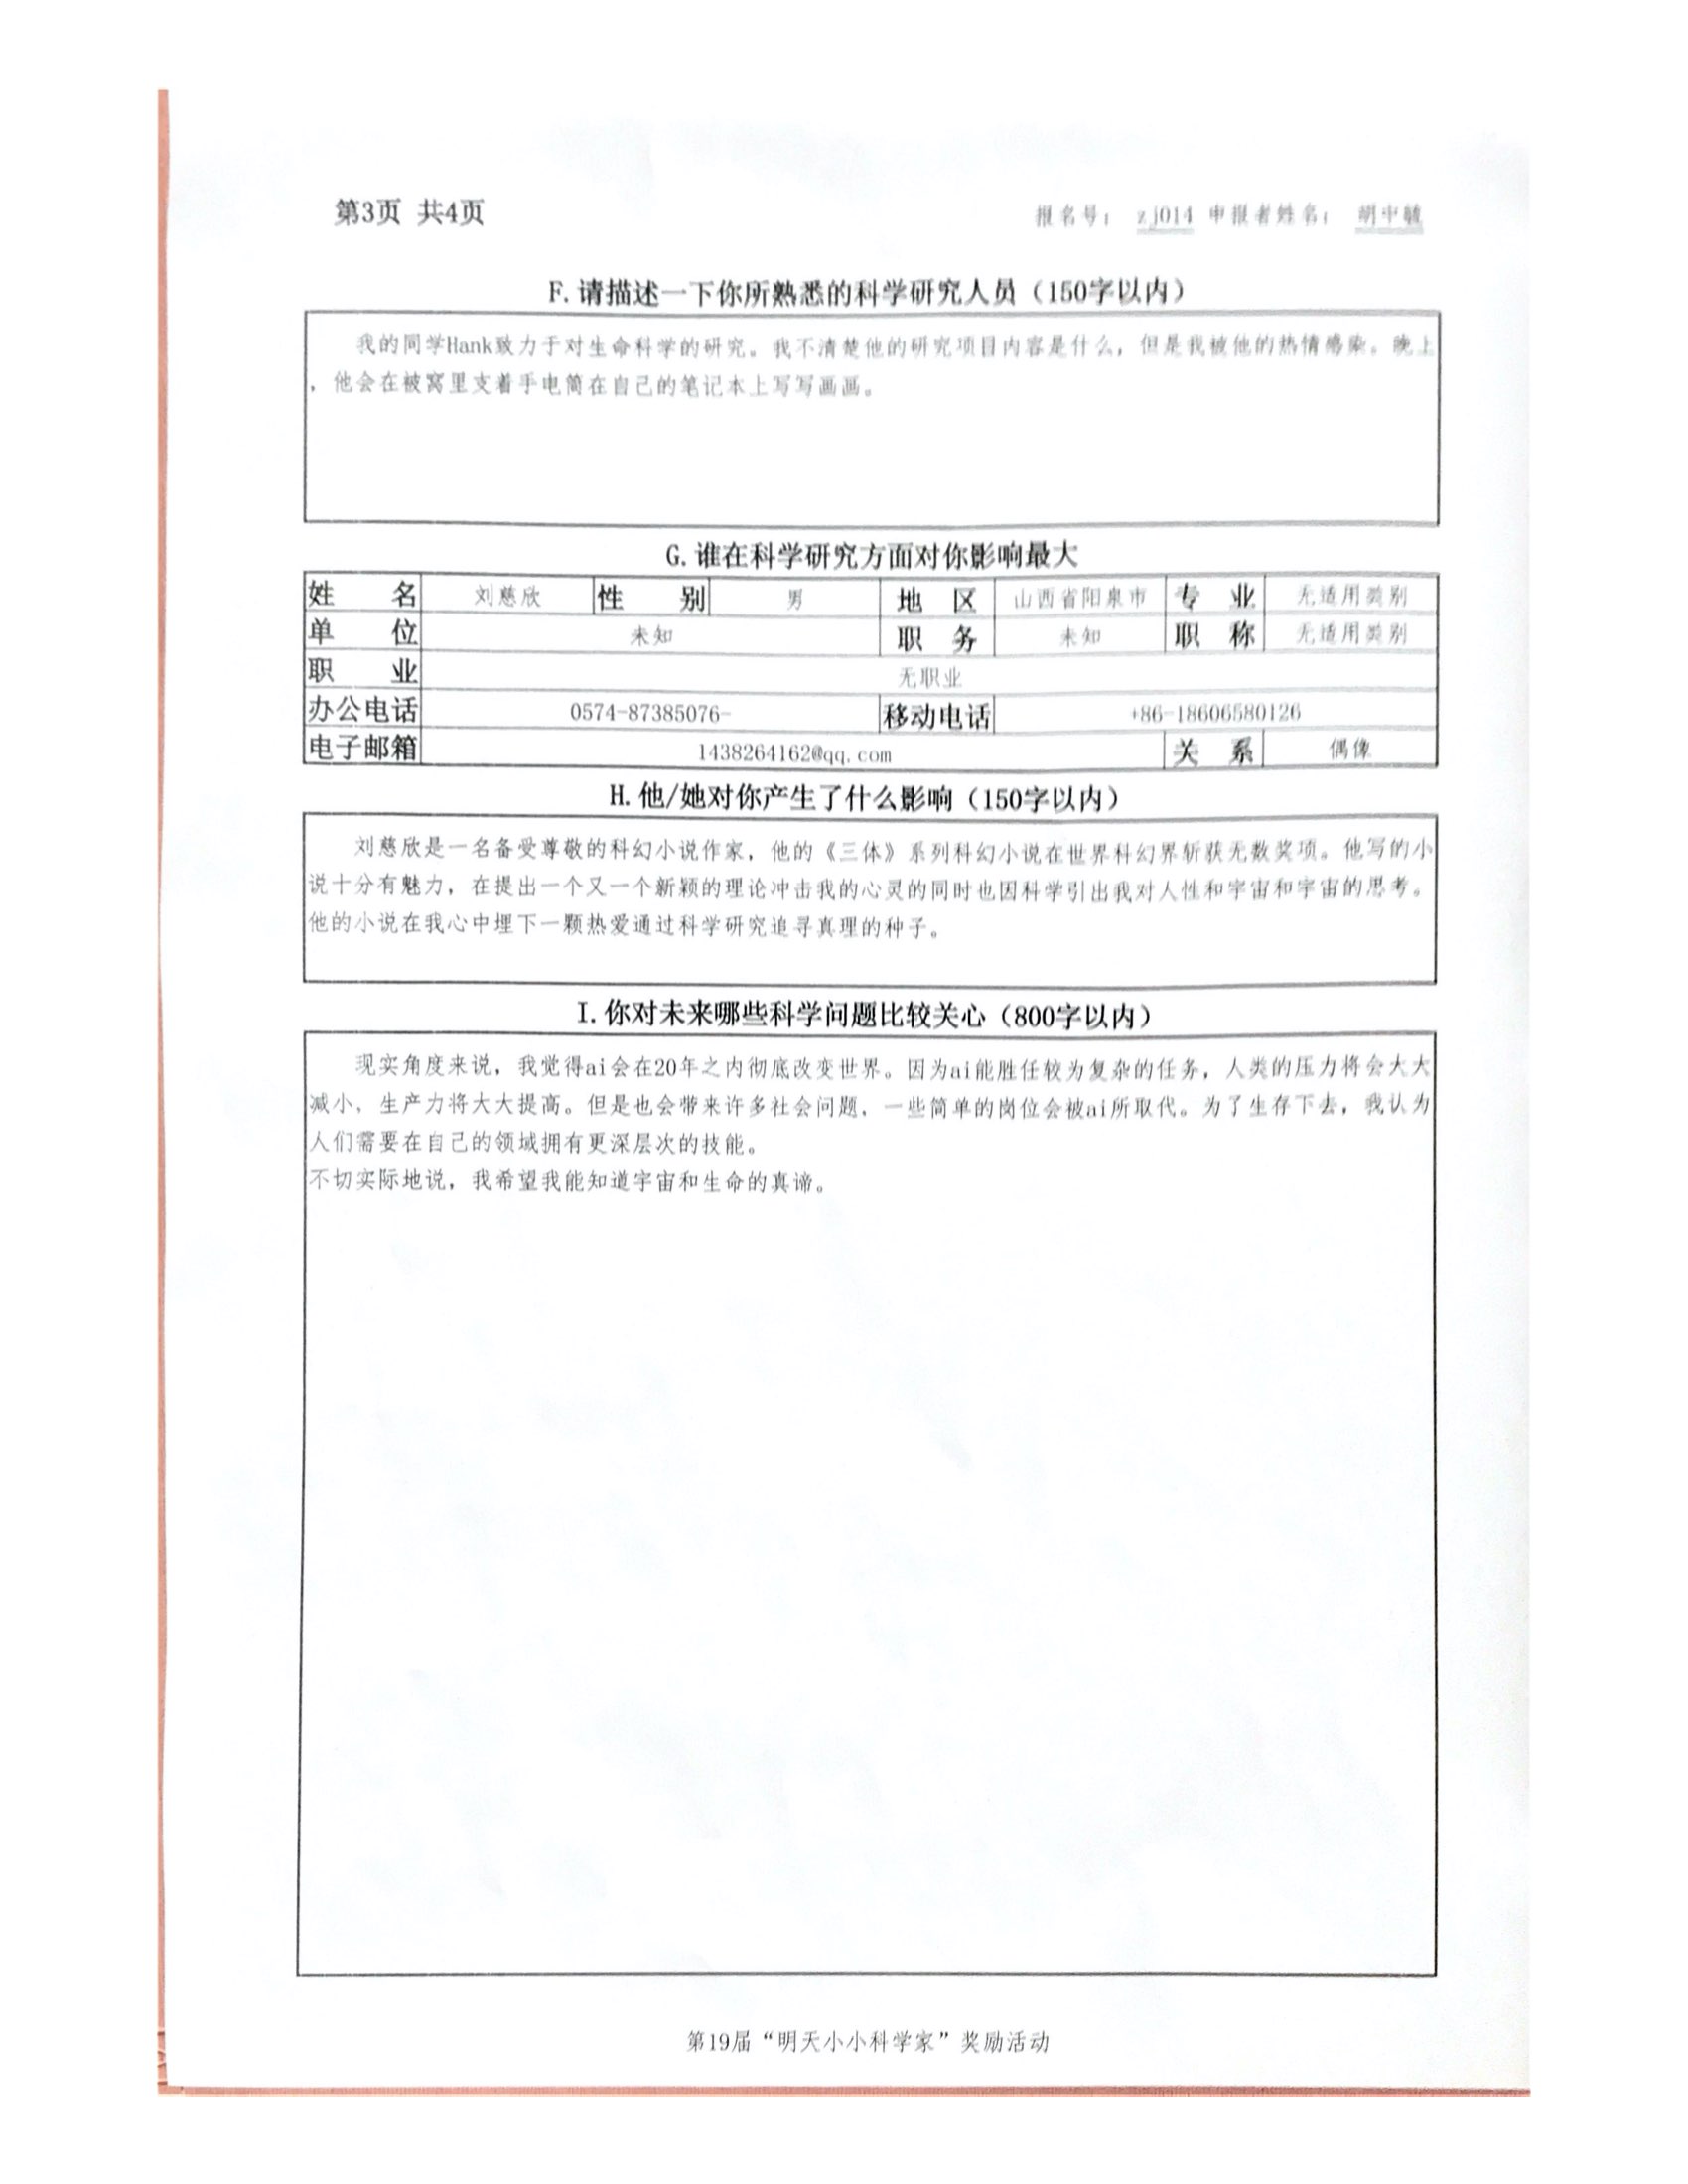 第3页 共4页
报名号： zj014 申报者姓名： 胡中毓
F.请描述一下你所熟悉的科学研究人员（150字以内）
我的同学Hank致力于对生命科学的研究。我不清楚他的研究项目内容是什么，但是我被他的热情感染。晚上
，他会在被窝里支着手电筒在自己的笔记本上写写画画。
G.谁在科学研究方面对你影响最大
姓 名 刘慈欣 性 别 男 地 区 山西省阳泉市 专 业 无适用类别
单 位 未知 职 务 未知 职 称 无适用类别
职 业 无职业
办公电话 0574-87385076- 移动电话 +86-18606580126
电子邮箱 1438264162@qq.com 关 系 偶像
H.他/她对你产生了什么影响（150字以内）
刘慈欣是一名备受尊敬的科幻小说作家，他的《三体》系列科幻小说在世界科幻界斩获无数奖项。他写的小
说十分有魅力，在提出一个又一个新颖的理论冲击我的心灵的同时也因科学引出我对人性和宇宙和宇宙的思考。
他的小说在我心中埋下一颗热爱通过科学研究追寻真理的种子。
I.你对未来哪些科学问题比较关心（800字以内）
现实角度来说，我觉得ai会在20年之内彻底改变世界。因为ai能胜任较为复杂的任务，人类的压力将会大大
减小，生产力将大大提高。但是也会带来许多社会问题，一些简单的岗位会被ai所取代。为了生存下去，我认为
人们需要在自己的领域拥有更深层次的技能。
不切实际地说，我希望我能知道宇宙和生命的真谛。
第19届“明天小小科学家”奖励活动